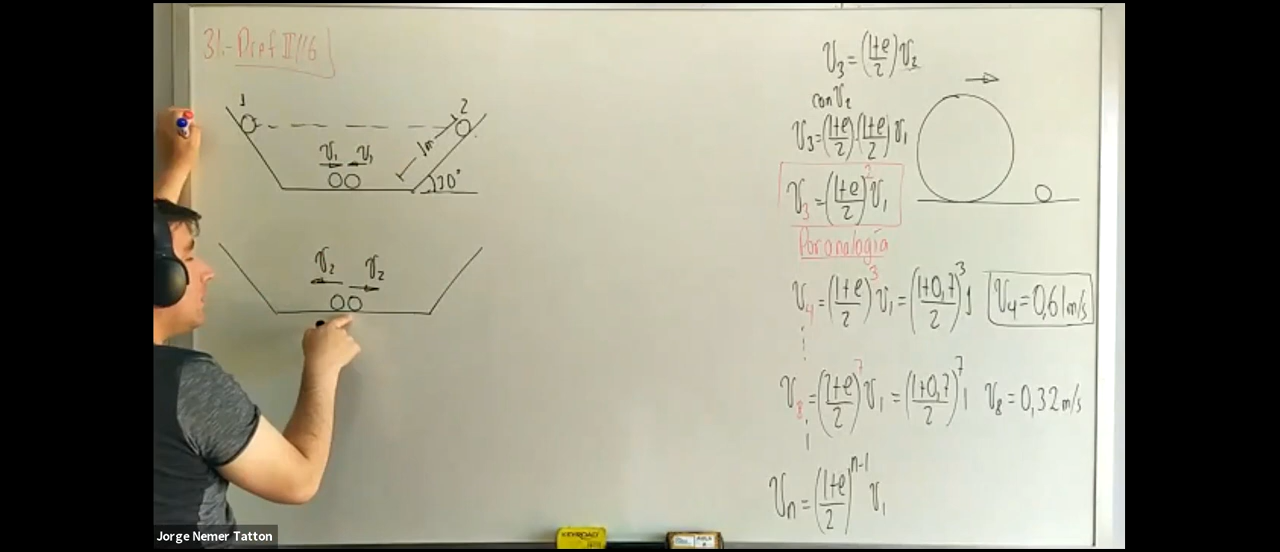 31.- Pref II/16
1
2
V₁ V₁
1m
30°
V₂ V₂
V₃ = ((1+e)/2) V₂
con V₂
V₃ = ((1+e)/2)·((1+e)/2) V₁
V₃ = ((1+e)/2)² V₁
Por analogía
V₄ = ((1+e)/2)³ V₁ = ((1+0,7)/2)³ 1 V₄ = 0,61 m/s
V₈ = ((1+e)/2)⁷ V₁ = ((1+0,7)/2)⁷ 1 V₈ = 0,32 m/s
Vn = ((1+e)/2)ⁿ⁻¹ V₁
Jorge Nemer Tatton